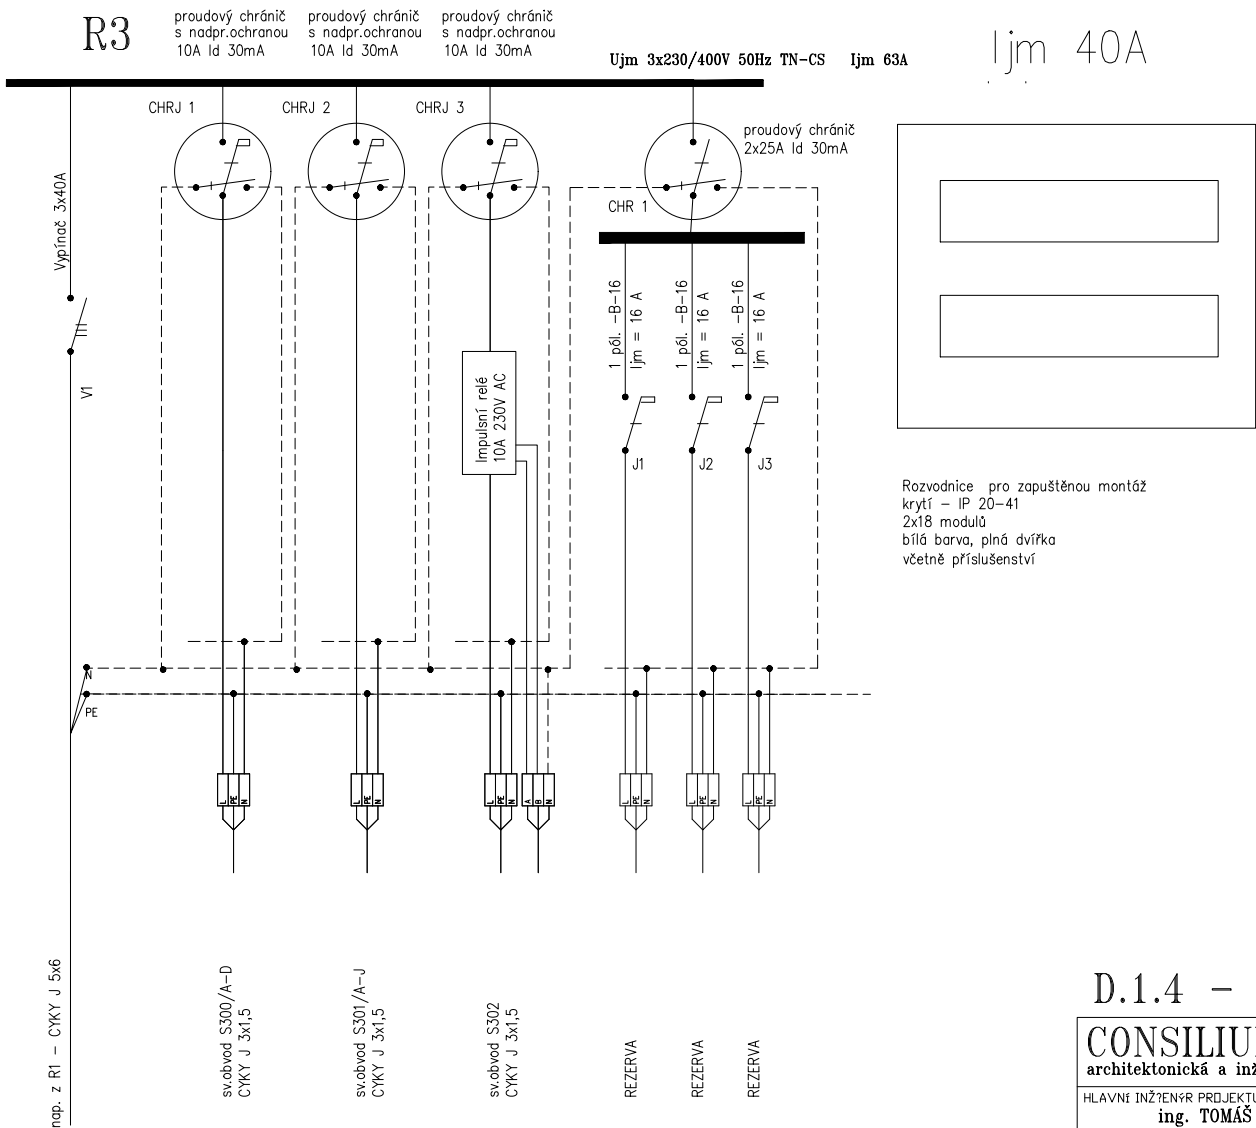 R3
proudový chránič
s nadpr.ochranou
10A Id 30mA
proudový chránič
s nadpr.ochranou
10A Id 30mA
proudový chránič
s nadpr.ochranou
10A Id 30mA
Ujm 3x230/400V 50Hz TN-CS Ijm 63A
Ijm 40A
CHRJ 1
CHRJ 2
CHRJ 3
proudový chránič
2x25A Id 30mA
CHR 1
Vypínač 3x40A
V1
1 pól. -B-16
Ijm = 16 A
1 pól. -B-16
Ijm = 16 A
1 pól. -B-16
Ijm = 16 A
Impulsní relé
10A 230V AC
J1
J2
J3
Rozvodnice pro zapuštěnou montáž
krytí - IP 20-41
2x18 modulů
bílá barva, plná dvířka
včetně příslušenství
N
PE
L
PE
N
L
PE
N
L
PE
N
A
B
N
L
PE
N
L
PE
N
L
PE
N
nap. z R1 - CYKY J 5x6
sv.obvod S300/A-D
CYKY J 3x1,5
sv.obvod S301/A-J
CYKY J 3x1,5
sv.obvod S302
CYKY J 3x1,5
REZERVA
REZERVA
REZERVA
D.1.4 -
CONSILIU
architektonická a inž
HLAVNí INŽ?ENÝR PROJEKTU
ing. TOMÁŠ